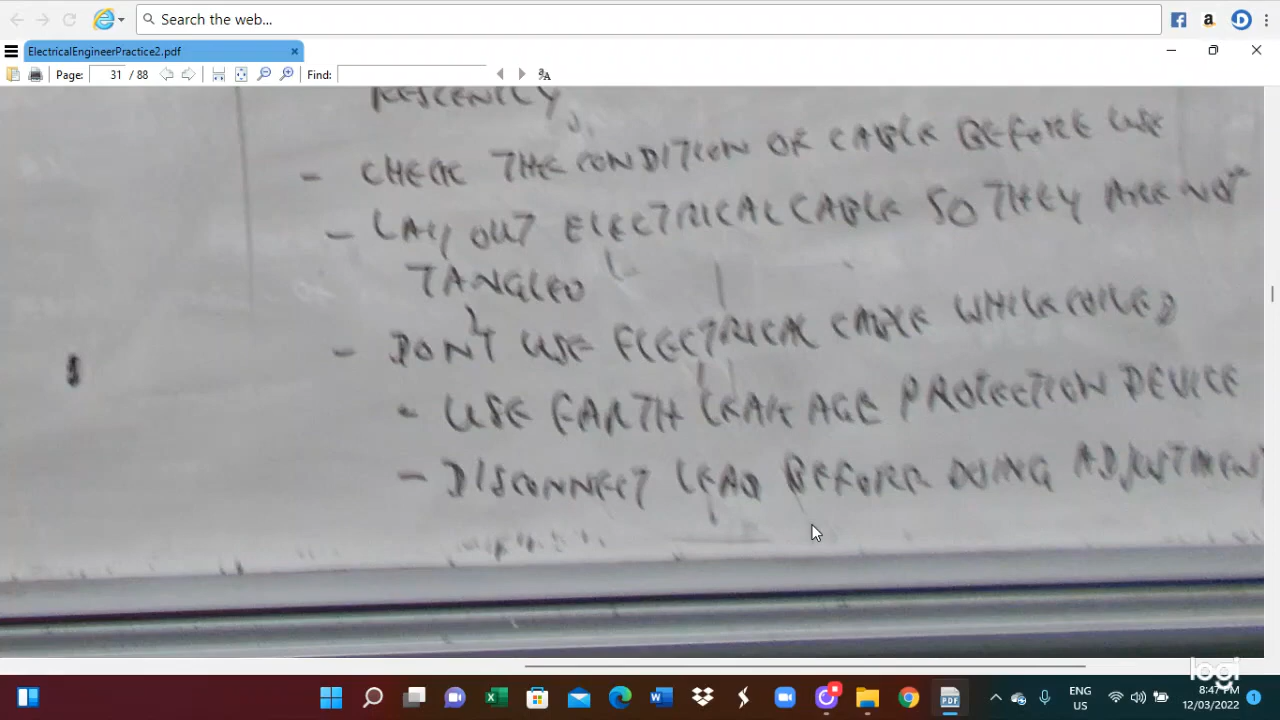 Search the web...
ElectricalEngineerPractice2.pdf
Page: 31 / 88 Find:
- CHECK THE CONDITION OF CABLE BEFORE USE
- LAY OUT ELECTRICAL CABLE SO THEY ARE NOT
TANGLED
- DON'T USE ELECTRICAL CABLE WHILE COILED
- USE EARTH LEAKAGE PROTECTION DEVICE
- DISCONNECT LEAD BEFORE DOING ADJUSTMENT
logi
ENG
US
8:47 PM
12/03/2022